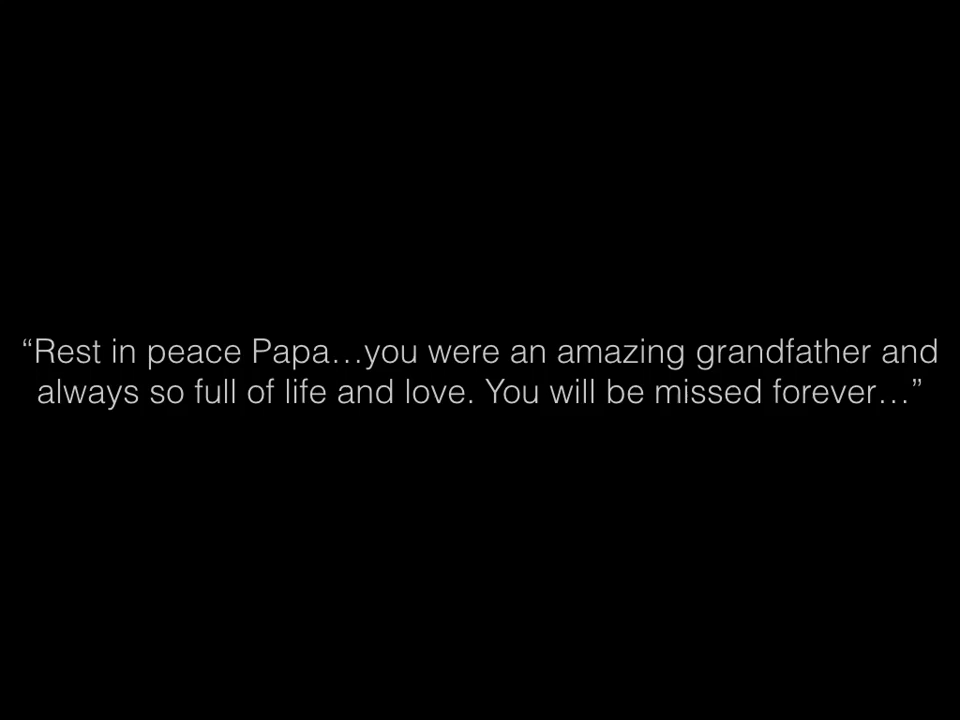 “Rest in peace Papa…you were an amazing grandfather and
always so full of life and love. You will be missed forever…”